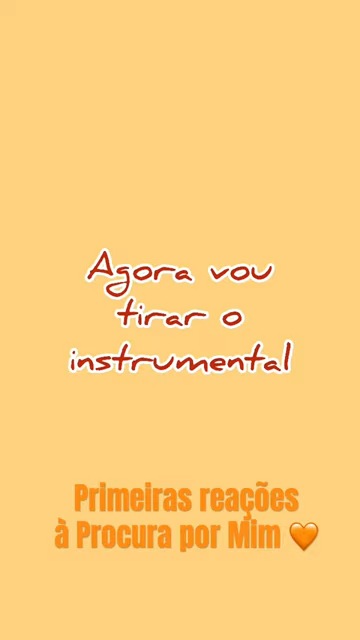 Agora vou
tirar o
instrumental
Primeiras reações
à Procura por Mim 🧡